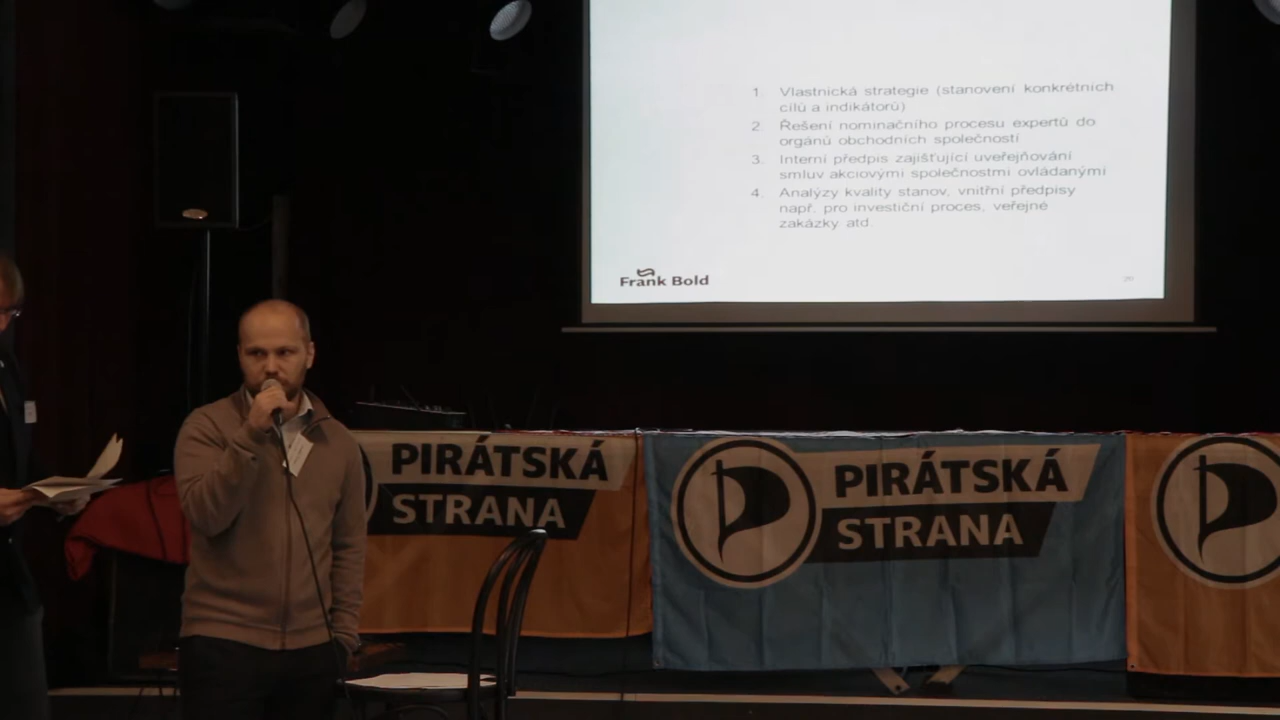 1. Vlastnická strategie (stanovení konkrétních
cílů a indikátorů)
2. Řešení nominačního procesu expertů do
orgánů obchodních společností
3. Interní předpis zajišťující uveřejňování
smluv akciovými společnostmi ovládanými
4. Analýzy kvality stanov, vnitřní předpisy
např. pro investiční proces, veřejné
zakázky atd.
Frank Bold
PIRÁTSKÁ
STRANA
PIRÁTSKÁ
STRANA